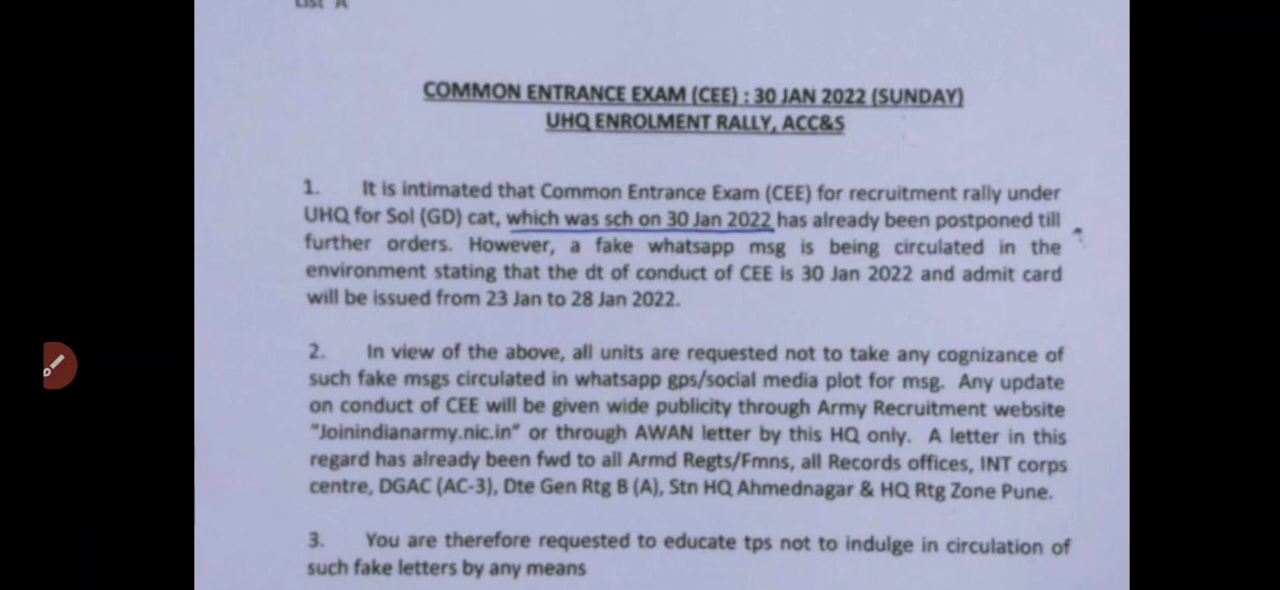 List A
COMMON ENTRANCE EXAM (CEE) : 30 JAN 2022 (SUNDAY)
UHQ ENROLMENT RALLY, ACC&S
1. It is intimated that Common Entrance Exam (CEE) for recruitment rally under
UHQ for Sol (GD) cat, which was sch on 30 Jan 2022 has already been postponed till
further orders. However, a fake whatsapp msg is being circulated in the
environment stating that the dt of conduct of CEE is 30 Jan 2022 and admit card
will be issued from 23 Jan to 28 Jan 2022.
2. In view of the above, all units are requested not to take any cognizance of
such fake msgs circulated in whatsapp gps/social media plot for msg. Any update
on conduct of CEE will be given wide publicity through Army Recruitment website
"Joinindianarmy.nic.in" or through AWAN letter by this HQ only. A letter in this
regard has already been fwd to all Armd Regts/Fmns, all Records offices, INT corps
centre, DGAC (AC-3), Dte Gen Rtg B (A), Stn HQ Ahmednagar & HQ Rtg Zone Pune.
3. You are therefore requested to educate tps not to indulge in circulation of
such fake letters by any means